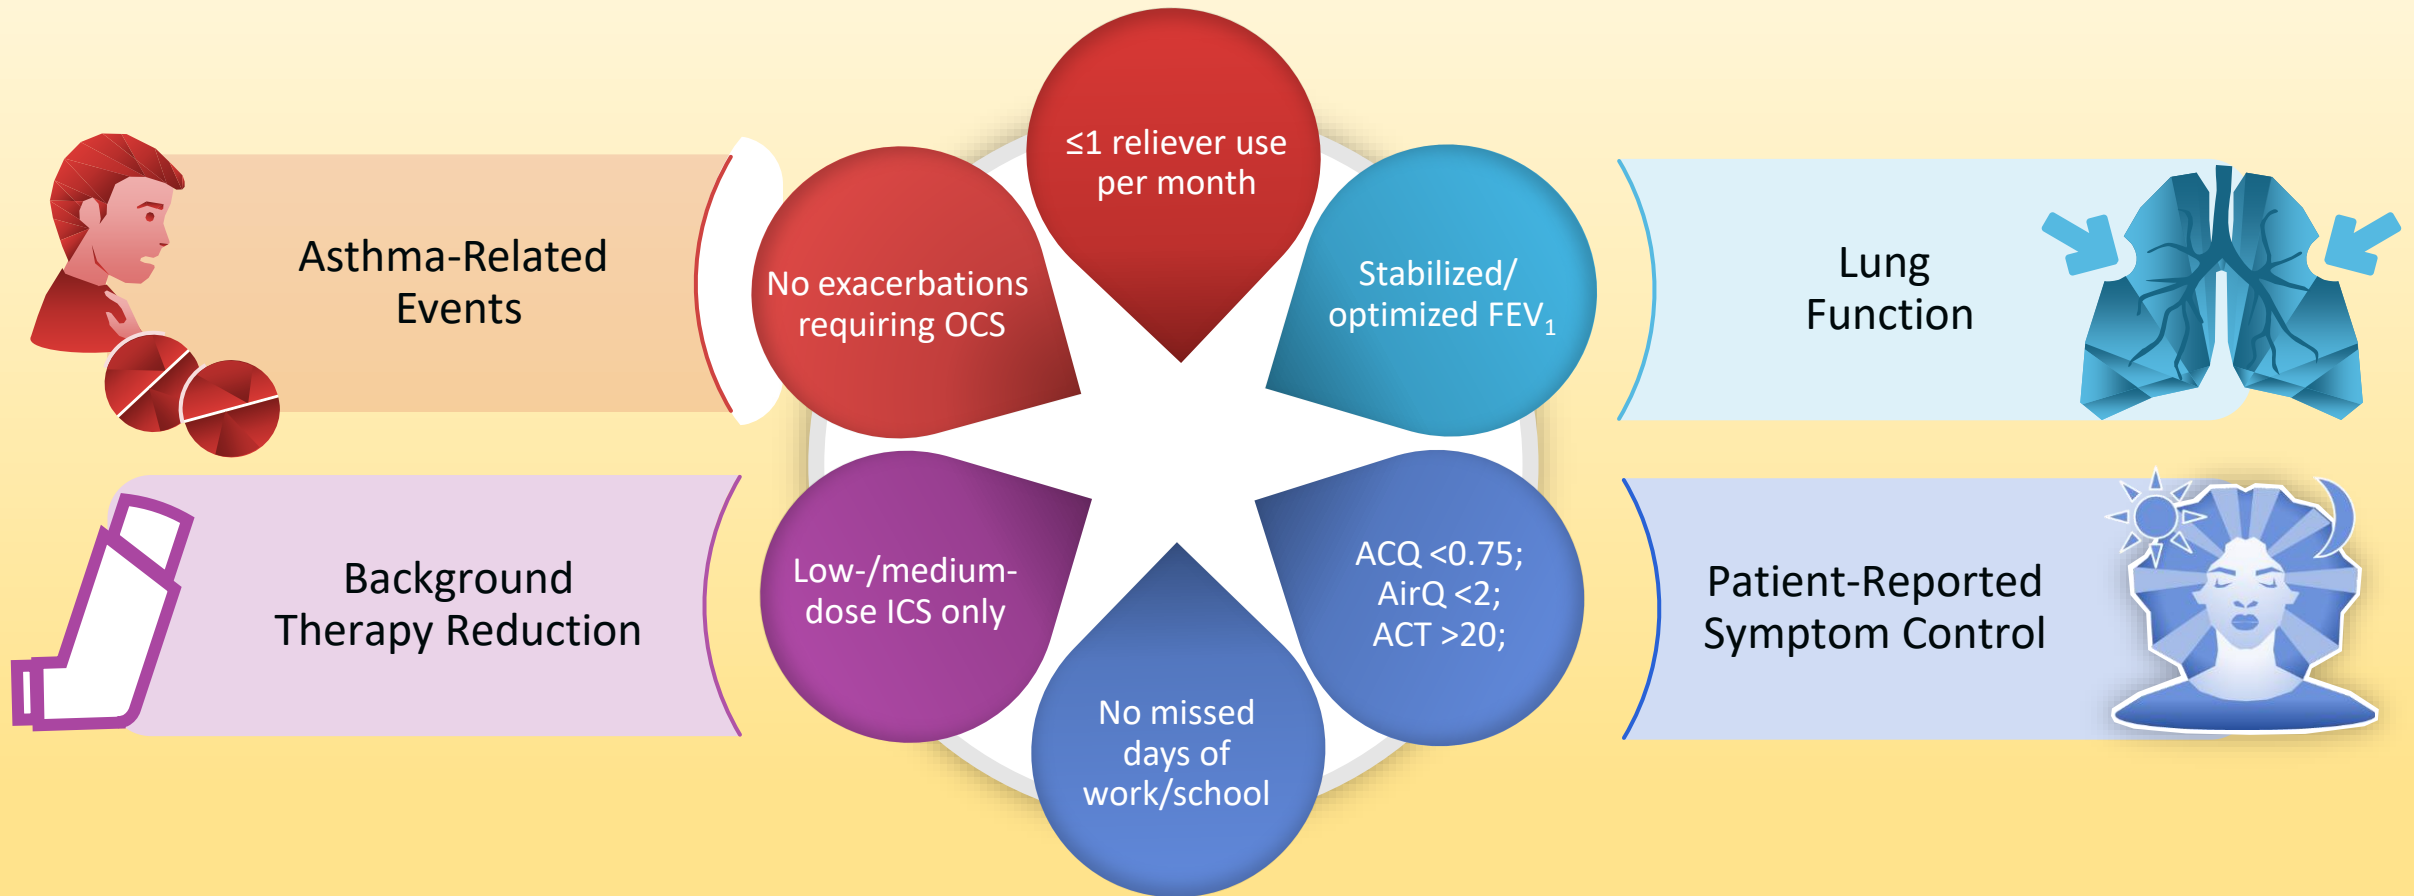 ≤1 reliever use
per month
No exacerbations
requiring OCS
Stabilized/
optimized FEV₁
Asthma-Related
Events
Lung
Function
Background
Therapy Reduction
Low-/medium-
dose ICS only
ACQ <0.75;
AirQ <2;
ACT >20;
Patient-Reported
Symptom Control
No missed
days of
work/school